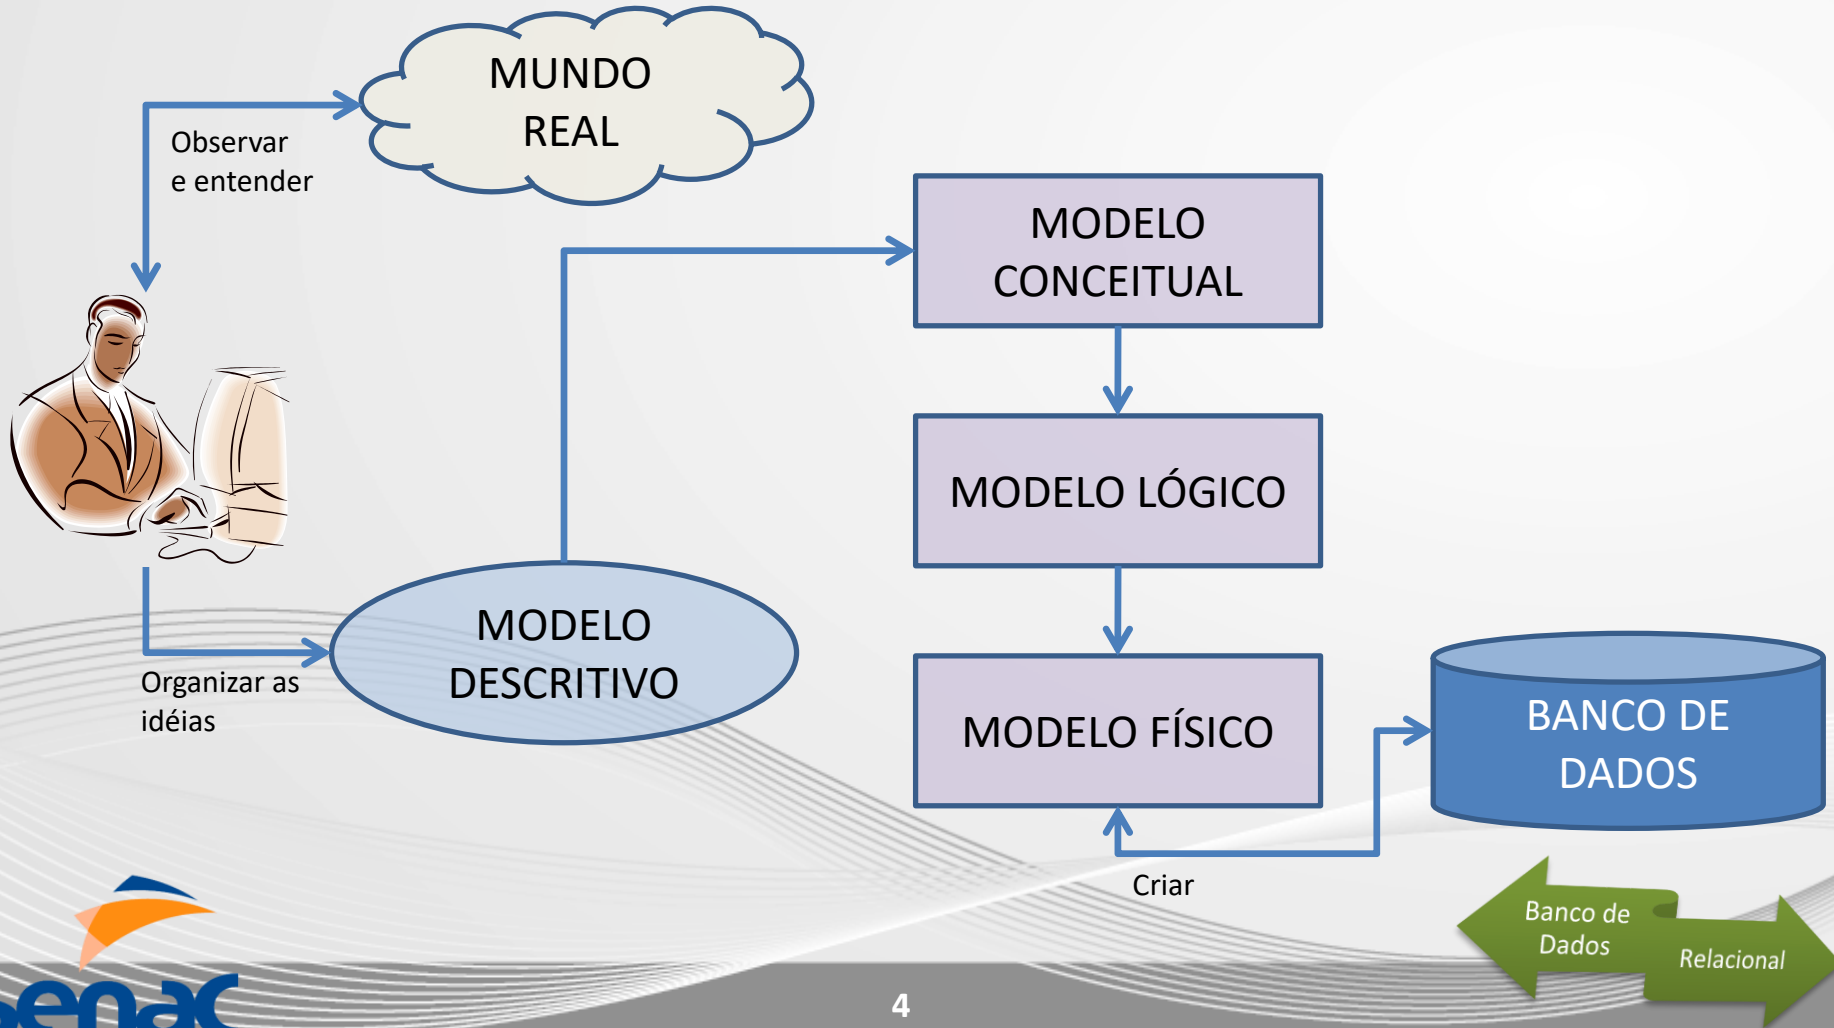 MUNDO
REAL
Observar
e entender
MODELO
CONCEITUAL
MODELO LÓGICO
MODELO
DESCRITIVO
Organizar as
idéias
MODELO FÍSICO
BANCO DE
DADOS
Criar
Banco de
Dados
Relacional
senac
4